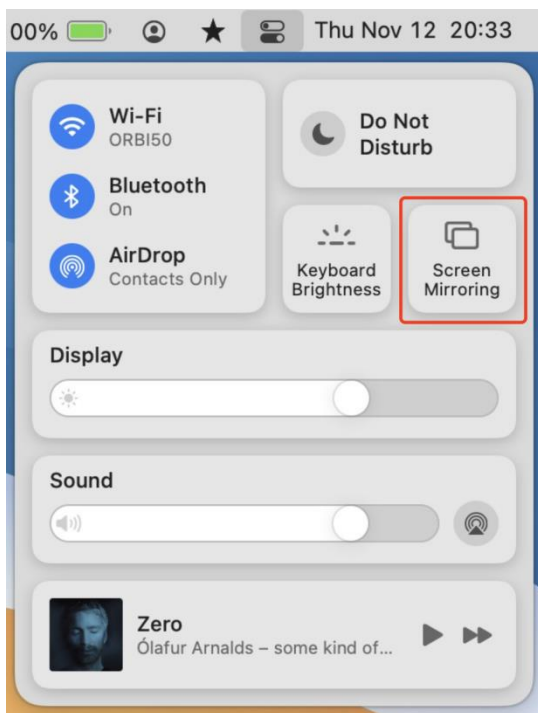 00%
Thu Nov 12 20:33
Wi-Fi
ORBI50
Bluetooth
On
AirDrop
Contacts Only
Do Not
Disturb
Keyboard
Brightness
Screen
Mirroring
Display
Sound
Zero
Ólafur Arnalds – some kind of...